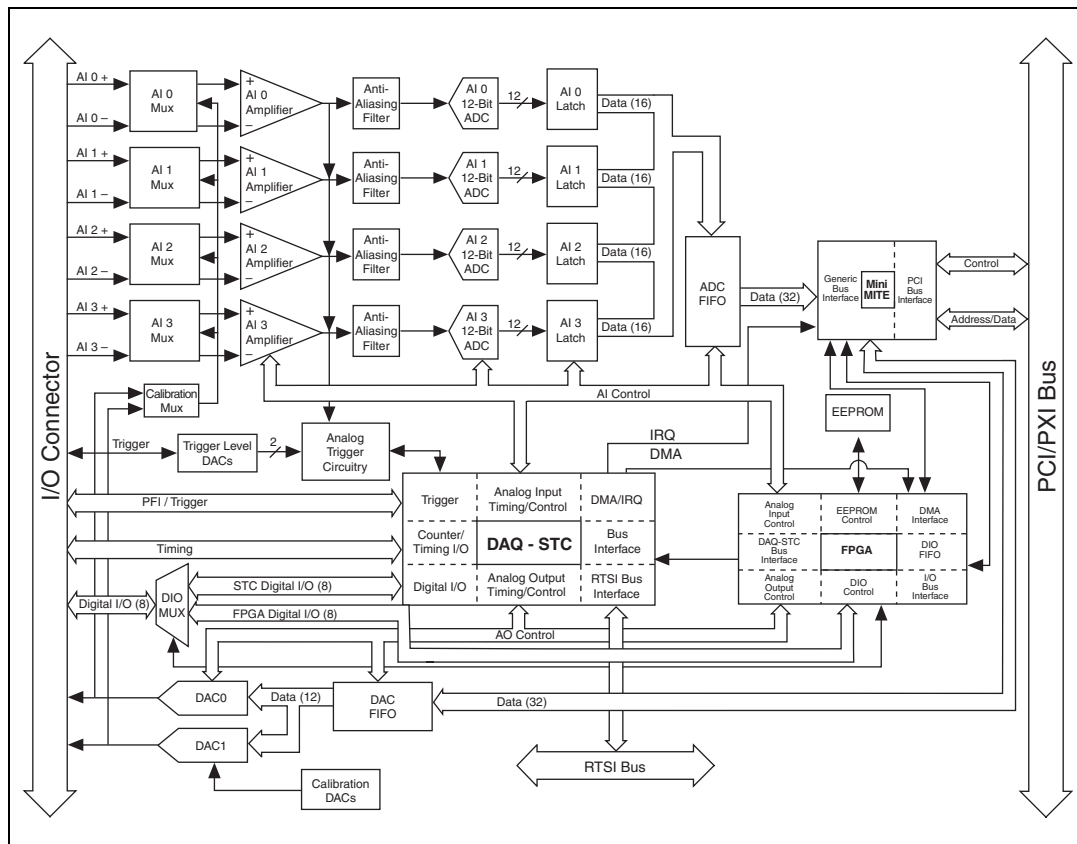 I/O Connector
PCI/PXI Bus
AI 0 +
AI 0 –
AI 0
Mux
+
AI 0
Amplifier
–
Anti-
Aliasing
Filter
AI 0
12-Bit
ADC
12
AI 0
Latch
Data (16)
AI 1 +
AI 1 –
AI 1
Mux
+
AI 1
Amplifier
–
Anti-
Aliasing
Filter
AI 1
12-Bit
ADC
12
AI 1
Latch
Data (16)
AI 2 +
AI 2 –
AI 2
Mux
+
AI 2
Amplifier
–
Anti-
Aliasing
Filter
AI 2
12-Bit
ADC
12
AI 2
Latch
Data (16)
AI 3 +
AI 3 –
AI 3
Mux
+
AI 3
Amplifier
–
Anti-
Aliasing
Filter
AI 3
12-Bit
ADC
12
AI 3
Latch
Data (16)
ADC
FIFO
Data (32)
Generic
Bus
Interface
Mini
MITE
PCI
Bus
Interface
Control
Address/Data
Calibration
Mux
AI Control
EEPROM
Trigger
Trigger Level
DACs
2
Analog
Trigger
Circuitry
IRQ
DMA
PFI / Trigger
Timing
Trigger
Analog Input
Timing/Control
DMA/IRQ
Counter/
Timing I/O
DAQ - STC
Bus
Interface
Digital I/O
Analog Output
Timing/Control
RTSI Bus
Interface
Analog
Input
Control
EEPROM
Control
DMA
Interface
DAQ-STC
Bus
Interface
FPGA
DIO
FIFO
Analog
Output
Control
DIO
Control
I/O
Bus
Interface
Digital I/O (8)
DIO
MUX
STC Digital I/O (8)
FPGA Digital I/O (8)
AO Control
DAC0
Data (12)
DAC
FIFO
Data (32)
DAC1
Calibration
DACs
RTSI Bus